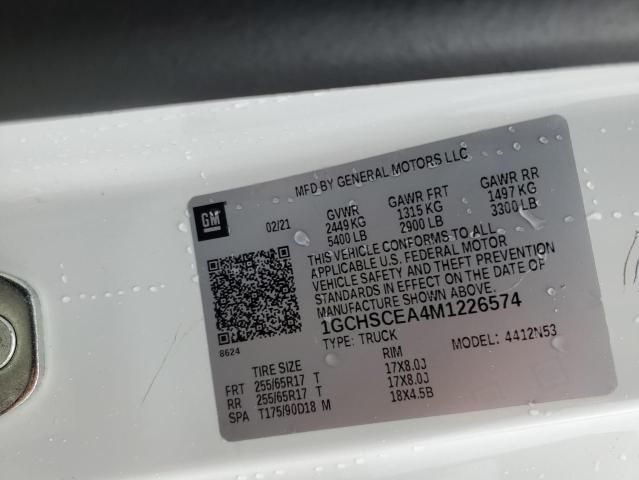 MFD BY GENERAL MOTORS LLC
GM
02/21
GVWR GAWR FRT GAWR RR
2449 KG 1315 KG 1497 KG
5400 LB 2900 LB 3300 LB
THIS VEHICLE CONFORMS TO ALL
APPLICABLE U.S. FEDERAL MOTOR
VEHICLE SAFETY AND THEFT PREVENTION
STANDARDS IN EFFECT ON THE DATE OF
MANUFACTURE SHOWN ABOVE.
1GCHSCEA4M1226574
8624
TYPE: TRUCK MODEL: 4412N53
TIRE SIZE RIM
FRT 255/65R17 T 17X8.0J
RR 255/65R17 T 17X8.0J
SPA T175/90D18 M 18X4.5B